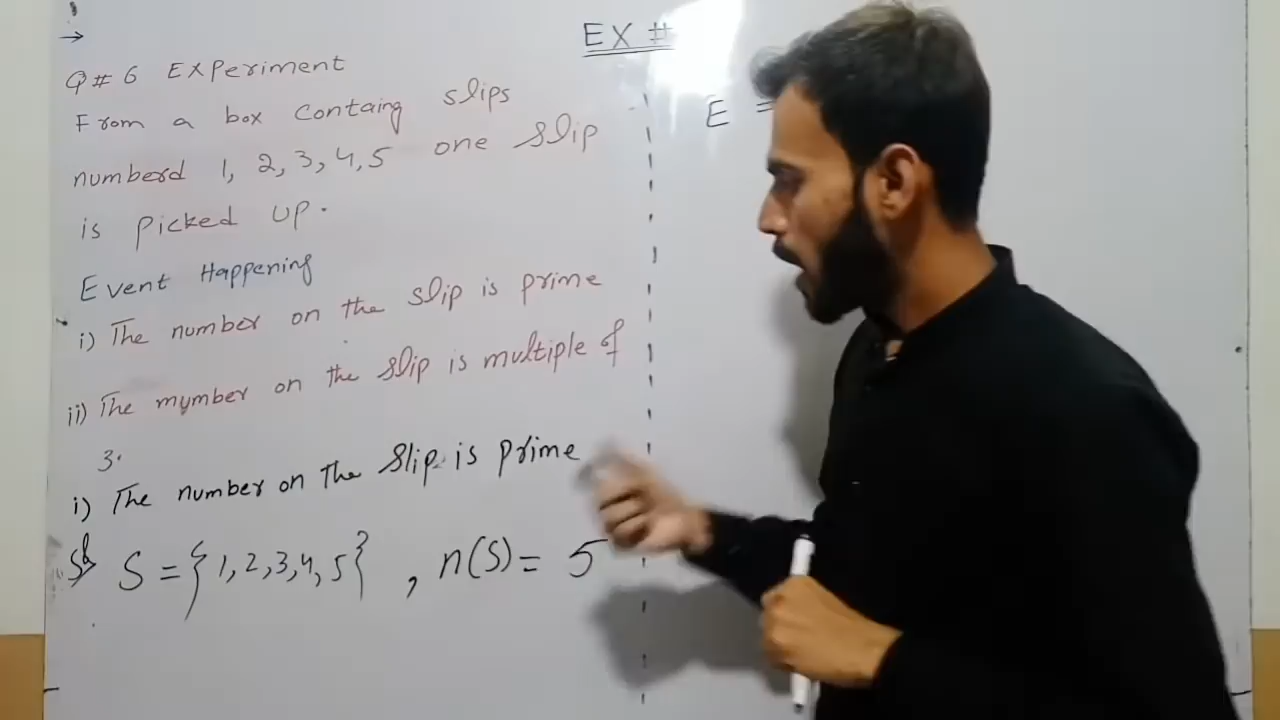 →
EX #
Q# 6 Experiment
From a box Containg slips
numberd 1, 2, 3, 4, 5 one slip
is picked up.
Event Happening
i) The number on the slip is prime
ii) The mymber on the slip is multiple of
3.
i) The number on The slip is prime
Sol S = {1, 2, 3, 4, 5} , n(S) = 5
E =